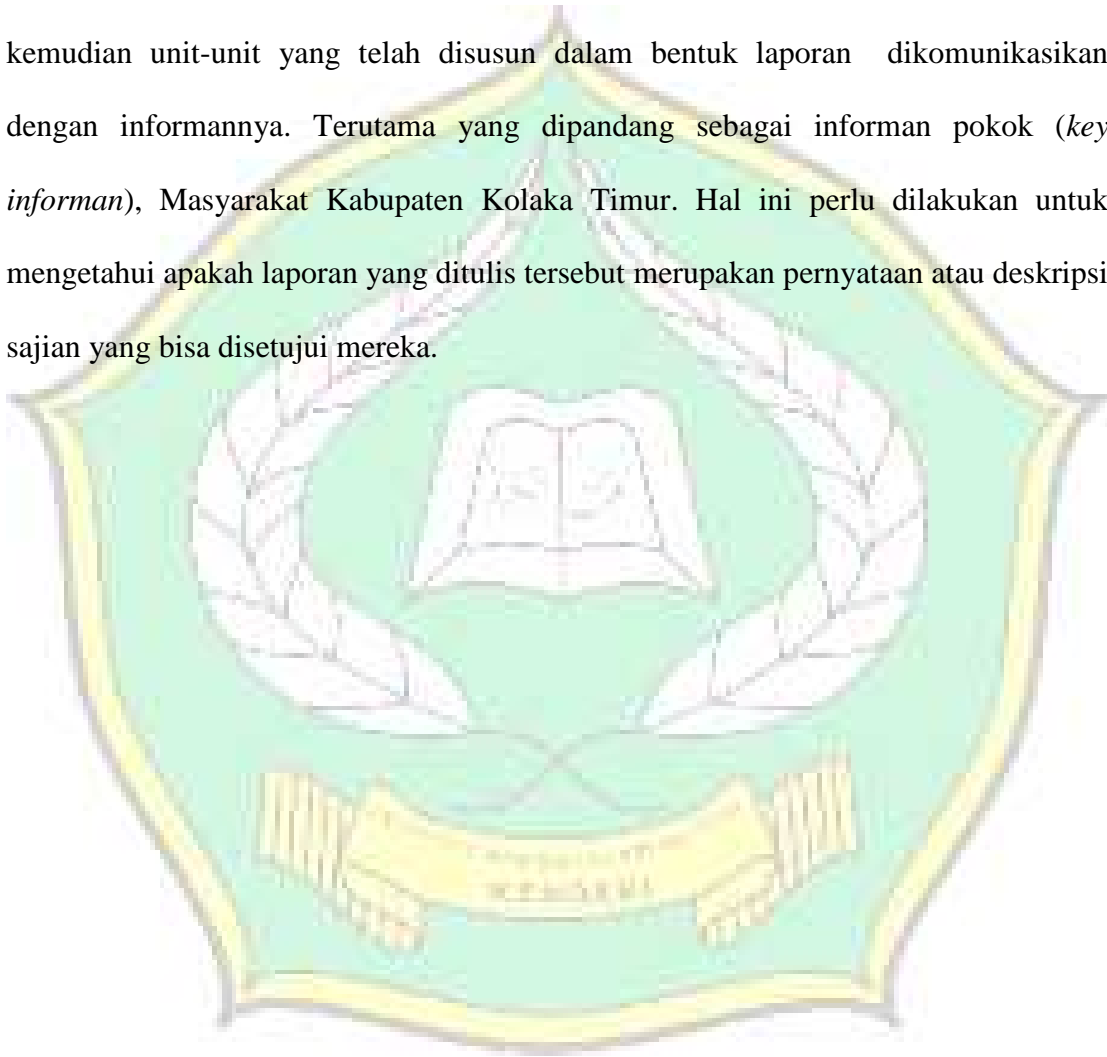 kemudian unit-unit yang telah disusun dalam bentuk laporan dikomunikasikan
dengan informannya. Terutama yang dipandang sebagai informan pokok (key
informan), Masyarakat Kabupaten Kolaka Timur. Hal ini perlu dilakukan untuk
mengetahui apakah laporan yang ditulis tersebut merupakan pernyataan atau deskripsi
sajian yang bisa disetujui mereka.
KENDARI